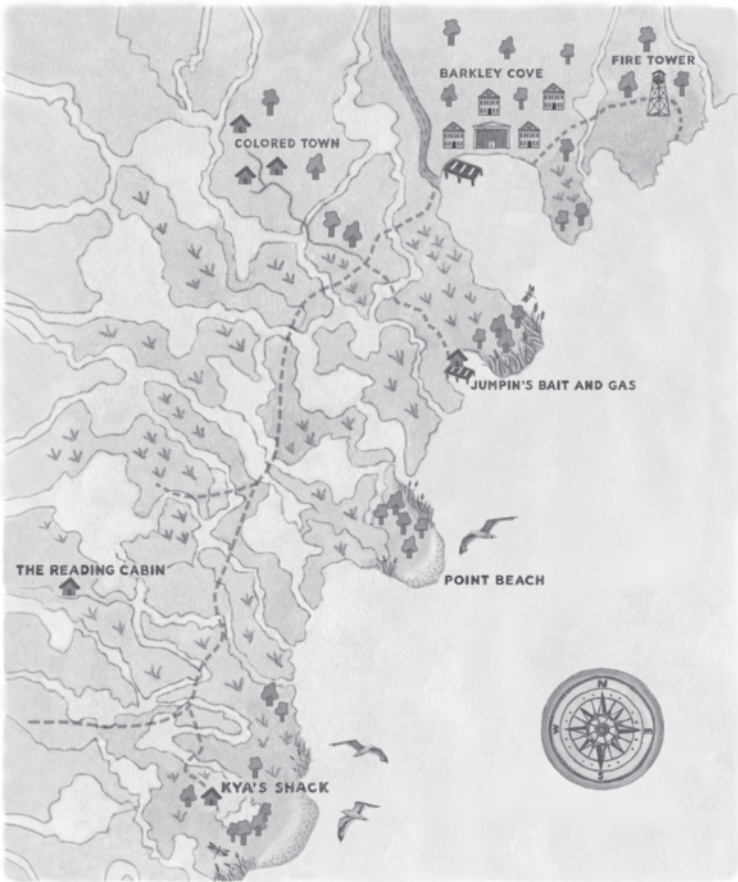 FIRE TOWER
BARKLEY COVE
COLORED TOWN
JUMPIN'S BAIT AND GAS
THE READING CABIN
POINT BEACH
N
W
E
S
KYA'S SHACK